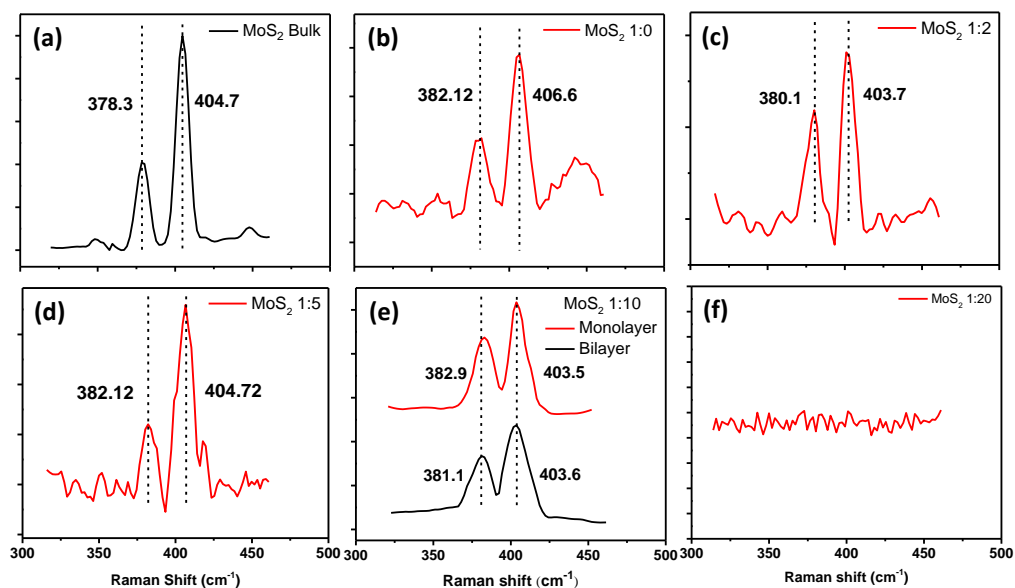 (a)
MoS₂ Bulk
378.3
404.7
(b)
MoS₂ 1:0
382.12
406.6
(c)
MoS₂ 1:2
380.1
403.7
(d)
MoS₂ 1:5
382.12
404.72
300 350 400 450 500
Raman Shift (cm⁻¹)
(e)
MoS₂ 1:10
Monolayer
Bilayer
382.9
403.5
381.1
403.6
300 350 400 450 500
Raman shift (cm⁻¹)
(f)
MoS₂ 1:20
300 350 400 450 500
Raman Shift (cm⁻¹)